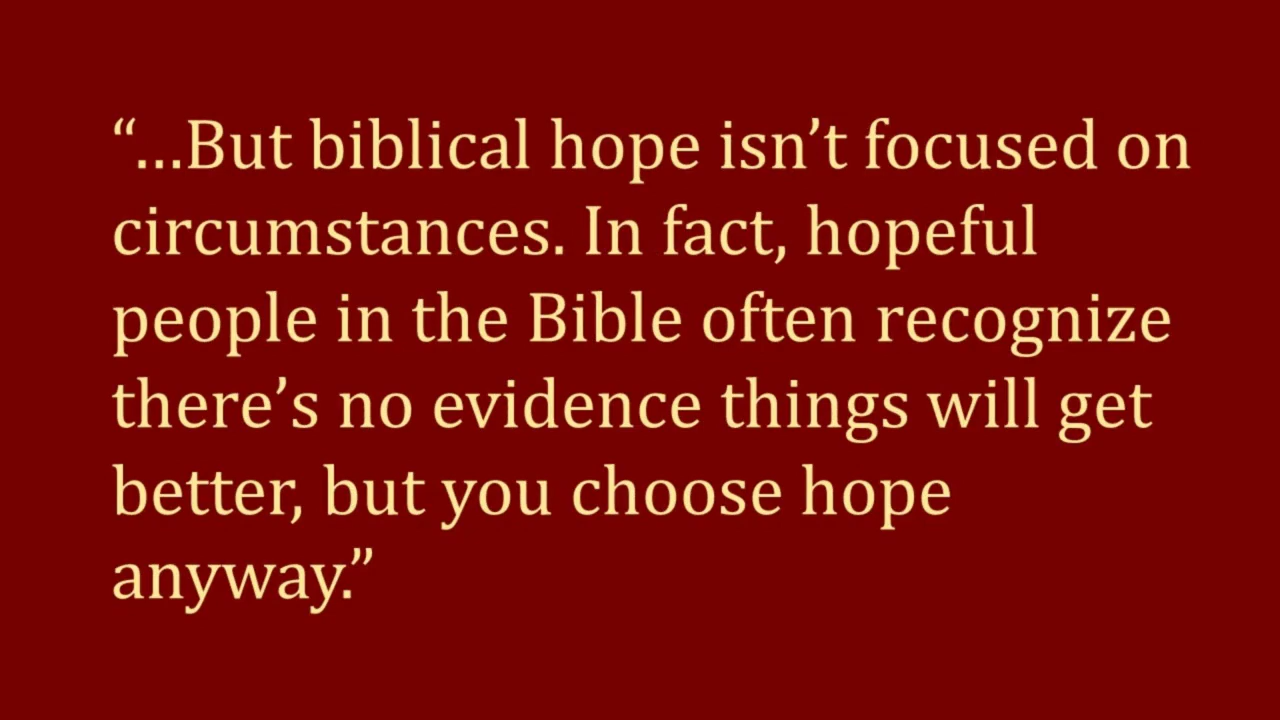 “…But biblical hope isn’t focused on
circumstances. In fact, hopeful
people in the Bible often recognize
there’s no evidence things will get
better, but you choose hope
anyway.”